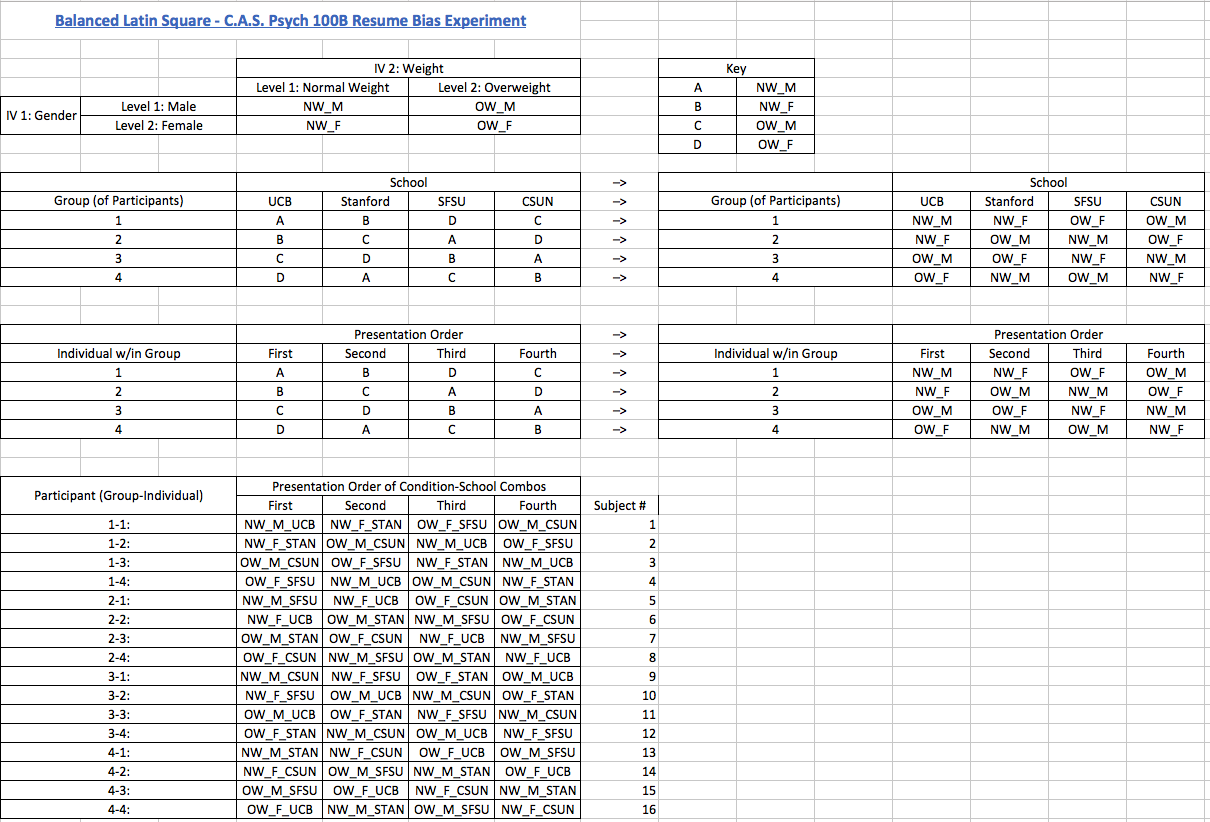 Balanced Latin Square - C.A.S. Psych 100B Resume Bias Experiment
IV 2: Weight Key
Level 1: Normal Weight Level 2: Overweight A NW_M
IV 1: Gender Level 1: Male NW_M OW_M B NW_F
Level 2: Female NW_F OW_F C OW_M
D OW_F
School --> School
Group (of Participants) UCB Stanford SFSU CSUN --> Group (of Participants) UCB Stanford SFSU CSUN
1 A B D C --> 1 NW_M NW_F OW_F OW_M
2 B C A D --> 2 NW_F OW_M NW_M OW_F
3 C D B A --> 3 OW_M OW_F NW_F NW_M
4 D A C B --> 4 OW_F NW_M OW_M NW_F
Presentation Order --> Presentation Order
Individual w/in Group First Second Third Fourth --> Individual w/in Group First Second Third Fourth
1 A B D C --> 1 NW_M NW_F OW_F OW_M
2 B C A D --> 2 NW_F OW_M NW_M OW_F
3 C D B A --> 3 OW_M OW_F NW_F NW_M
4 D A C B --> 4 OW_F NW_M OW_M NW_F
Participant (Group-Individual) Presentation Order of Condition-School Combos
First Second Third Fourth Subject #
1-1: NW_M_UCB NW_F_STAN OW_F_SFSU OW_M_CSUN 1
1-2: NW_F_STAN OW_M_CSUN NW_M_UCB OW_F_SFSU 2
1-3: OW_M_CSUN OW_F_SFSU NW_F_STAN NW_M_UCB 3
1-4: OW_F_SFSU NW_M_UCB OW_M_CSUN NW_F_STAN 4
2-1: NW_M_SFSU NW_F_UCB OW_F_CSUN OW_M_STAN 5
2-2: NW_F_UCB OW_M_STAN NW_M_SFSU OW_F_CSUN 6
2-3: OW_M_STAN OW_F_CSUN NW_F_UCB NW_M_SFSU 7
2-4: OW_F_CSUN NW_M_SFSU OW_M_STAN NW_F_UCB 8
3-1: NW_M_CSUN NW_F_SFSU OW_F_STAN OW_M_UCB 9
3-2: NW_F_SFSU OW_M_UCB NW_M_CSUN OW_F_STAN 10
3-3: OW_M_UCB OW_F_STAN NW_F_SFSU NW_M_CSUN 11
3-4: OW_F_STAN NW_M_CSUN OW_M_UCB NW_F_SFSU 12
4-1: NW_M_STAN NW_F_CSUN OW_F_UCB OW_M_SFSU 13
4-2: NW_F_CSUN OW_M_SFSU NW_M_STAN OW_F_UCB 14
4-3: OW_M_SFSU OW_F_UCB NW_F_CSUN NW_M_STAN 15
4-4: OW_F_UCB NW_M_STAN OW_M_SFSU NW_F_CSUN 16